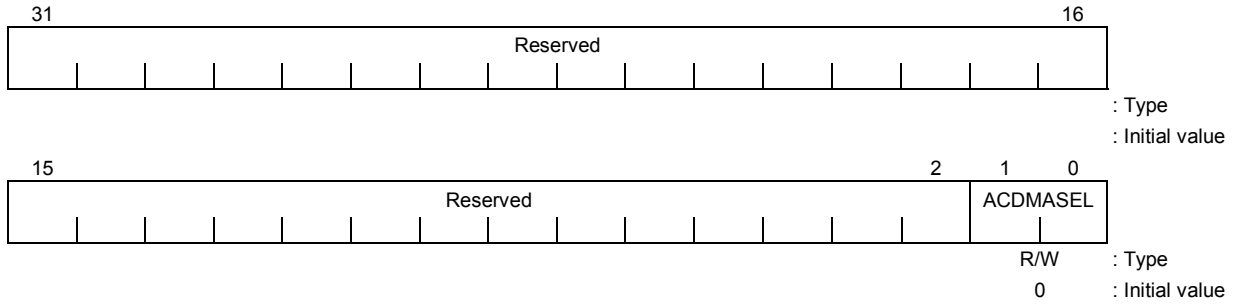 31 16
Reserved
: Type
: Initial value
15 2 1 0
Reserved ACDMASEL
R/W : Type
0 : Initial value